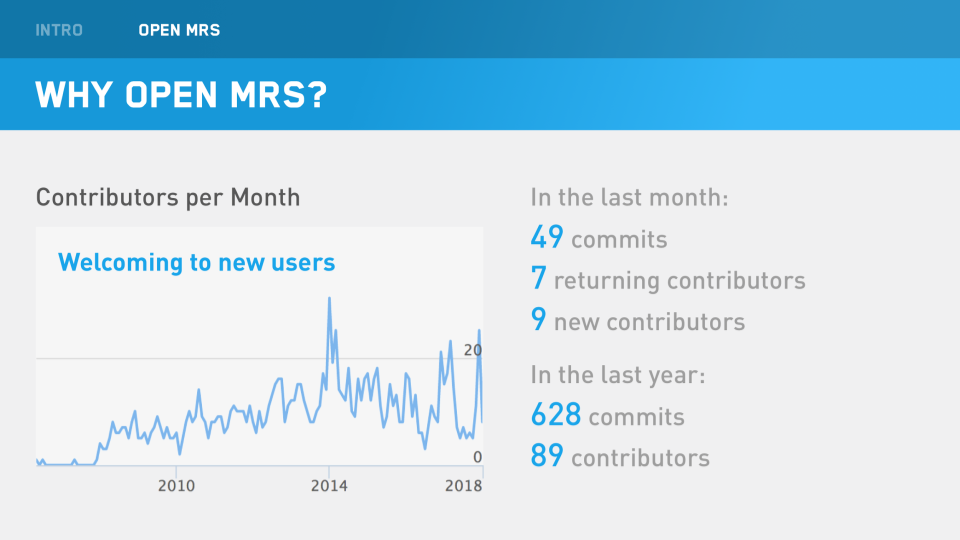 INTRO OPEN MRS
WHY OPEN MRS?
Contributors per Month
Welcoming to new users
20
0
2010 2014 2018
In the last month:
49 commits
7 returning contributors
9 new contributors
In the last year:
628 commits
89 contributors